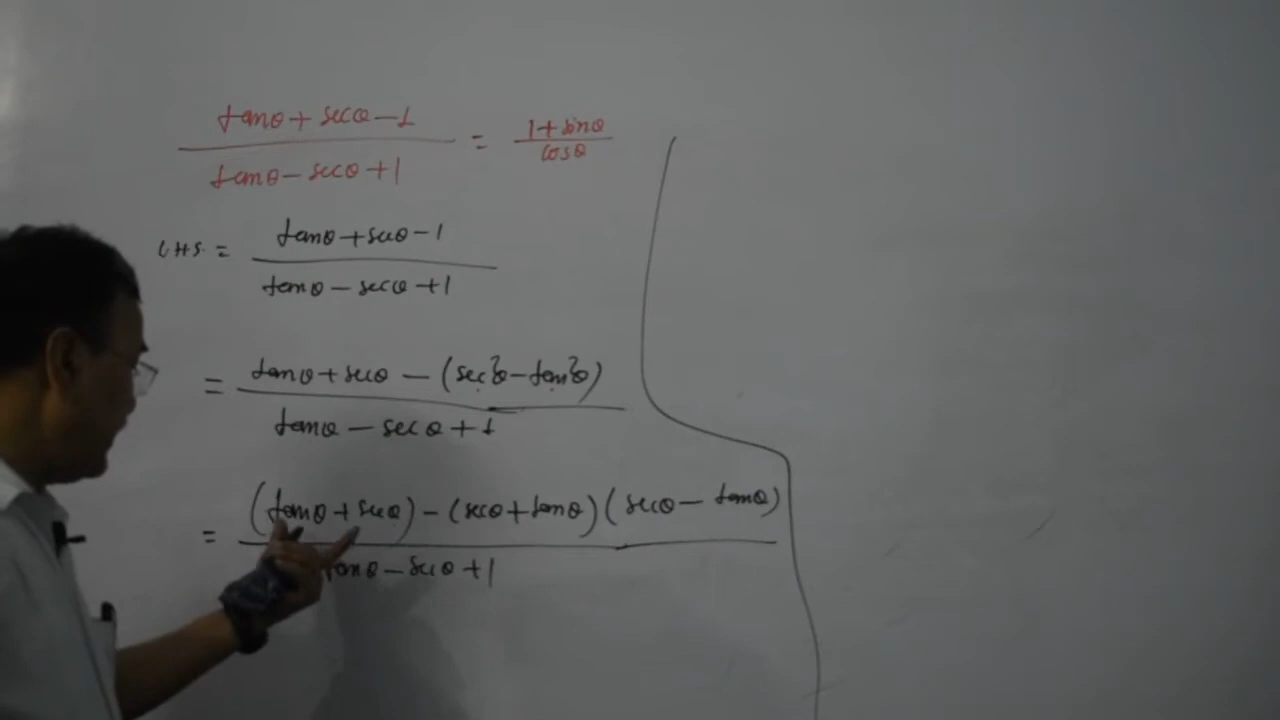 tanθ + secθ - 1
= 1 + sinθ
cosθ
tanθ - secθ + 1
LHS. = tanθ + secθ - 1
tanθ - secθ + 1
= tanθ + secθ - (sec²θ - tan²θ)
tanθ - secθ + 1
= (tanθ + secθ) - (secθ + tanθ)(secθ - tanθ)
tanθ - secθ + 1